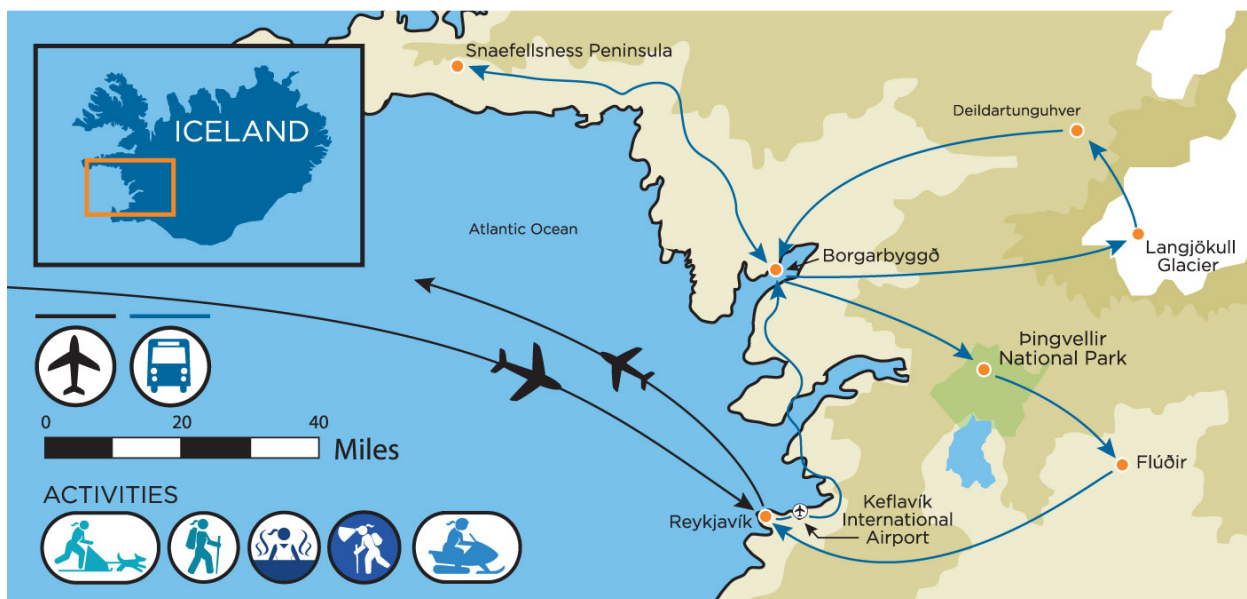 Snaefellsness Peninsula
ICELAND
Deildartunguhver
Atlantic Ocean
Borgarbyggð
Langjökull
Glacier
Þingvellir
National Park
0 20 40
Miles
Flúðir
ACTIVITIES
Reykjavík
Keflavík
International
Airport